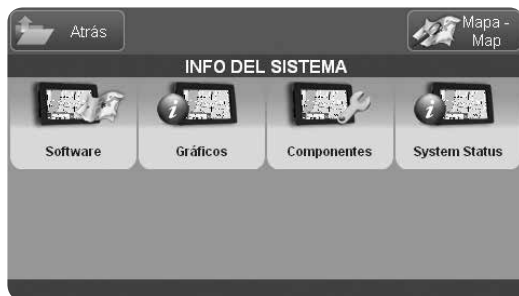 Atrás
Mapa -
Map
INFO DEL SISTEMA
Software
Gráficos
Componentes
System Status